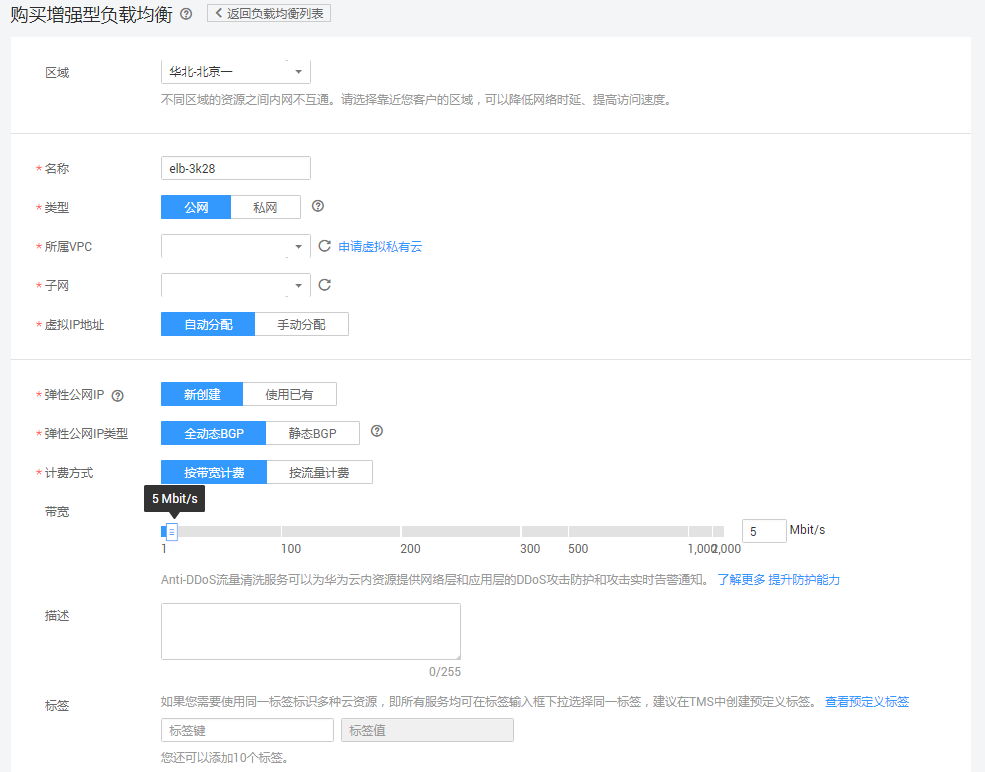 购买增强型负载均衡 ? 返回负载均衡列表
区域 华北-北京一
不同区域的资源之间内网不互通。请选择靠近您客户的区域，可以降低网络时延、提高访问速度。
* 名称 elb-3k28
* 类型 公网 私网 ?
* 所属VPC 申请虚拟私有云
* 子网
* 虚拟IP地址 自动分配 手动分配
* 弹性公网IP ? 新创建 使用已有
* 弹性公网IP类型 全动态BGP 静态BGP ?
* 计费方式 按带宽计费 按流量计费
5 Mbit/s
带宽 5 Mbit/s
1 100 200 300 500 1,000 2,000
Anti-DDoS流量清洗服务可以为华为云内资源提供网络层和应用层的DDoS攻击防护和攻击实时告警通知。 了解更多 提升防护能力
描述
0/255
标签 如果您需要使用同一标签标识多种云资源，即所有服务均可在标签输入框下拉选择同一标签，建议在TMS中创建预定义标签。 查看预定义标签
标签键 标签值
您还可以添加10个标签。